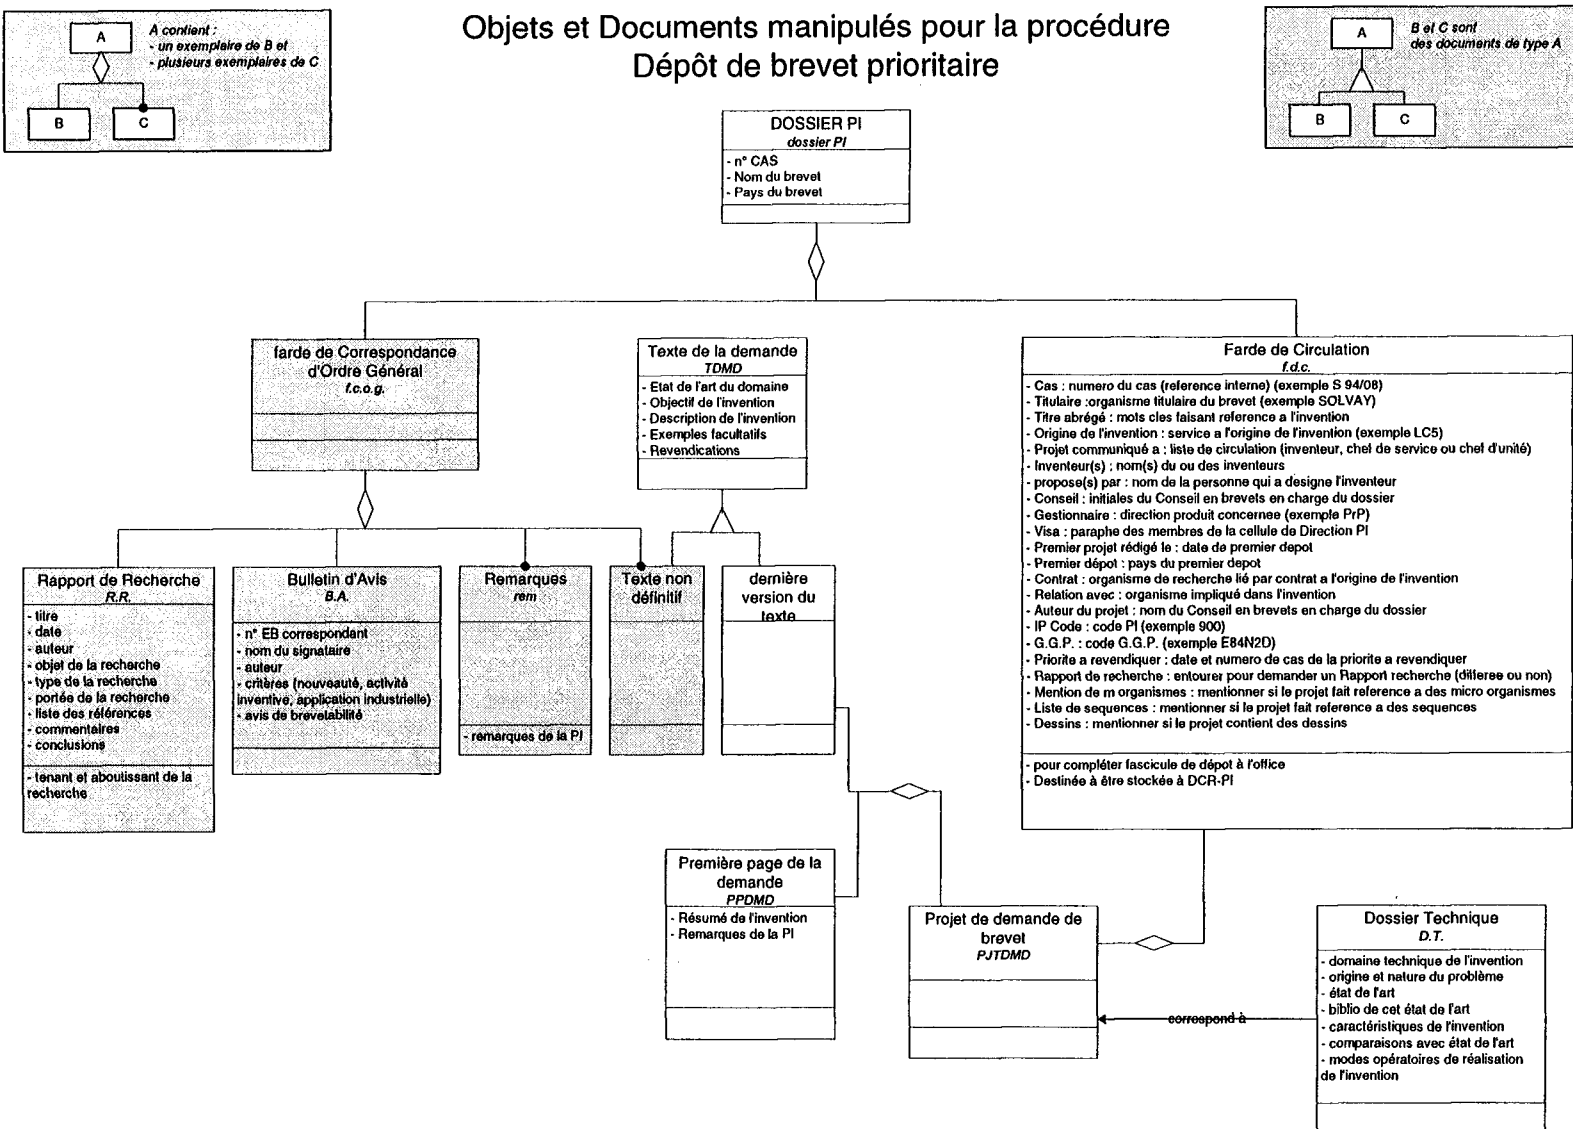 Objets et Documents manipulés pour la procédure
Dépôt de brevet prioritaire
A
A contient :
- un exemplaire de B et
- plusieurs exemplaires de C
B
C
A
B et C sont
des documents de type A
B
C
DOSSIER PI
dossier PI
- n° CAS
- Nom du brevet
- Pays du brevet
farde de Correspondance
d'Ordre Général
f.c.o.g.
Texte de la demande
TDMD
- Etat de l'art du domaine
- Objectif de l'invention
- Description de l'invention
- Exemples facultatifs
- Revendications
Farde de Circulation
f.d.c.
- Cas : numero du cas (reference interne) (exemple S 94/08)
- Titulaire :organisme titulaire du brevet (exemple SOLVAY)
- Titre abrégé : mots cles faisant reference a l'invention
- Origine de l'invention : service a l'origine de l'invention (exemple LC5)
- Projet communiqué a : liste de circulation (inventeur, chef de service ou chef d'unité)
- Inventeur(s) : nom(s) du ou des inventeurs
- propose(s) par : nom de la personne qui a designe l'inventeur
- Conseil : initiales du Conseil en brevets en charge du dossier
- Gestionnaire : direction produit concernee (exemple PrP)
- Visa : paraphe des membres de la cellule de Direction PI
- Premier projet rédigé le : date de premier depot
- Premier dépot : pays du premier depot
- Contrat : organisme de recherche lié par contrat a l'origine de l'invention
- Relation avec : organisme impliqué dans l'invention
- Auteur du projet : nom du Conseil en brevets en charge du dossier
- IP Code : code PI (exemple 900)
- G.G.P. : code G.G.P. (exemple E84N2D)
- Priorite a revendiquer : date et numero de cas de la priorite a revendiquer
- Rapport de recherche : entourer pour demander un Rapport recherche (differee ou non)
- Mention de m organismes : mentionner si le projet fait reference a des micro organismes
- Liste de sequences : mentionner si le projet fait reference a des sequences
- Dessins : mentionner si le projet contient des dessins
- pour compléter fascicule de dépot à l'office
- Destinée à être stockée à DCR-PI
Rapport de Recherche
R.R.
- titre
- date
- auteur
- objet de la recherche
- type de la recherche
- portée de la recherche
- liste des références
- commentaires
- conclusions
- tenant et aboutissant de la
recherche
Bulletin d'Avis
B.A.
- n° EB correspondant
- nom du signataire
- auteur
- critères (nouveauté, activité
inventive, application industrielle)
- avis de brevetabilité
Remarques
rem
- remarques de la PI
Texte non
définitif
dernière
version du
texte
Première page de la
demande
PPDMD
- Résumé de l'invention
- Remarques de la PI
Projet de demande de
brevet
PJTDMD
correspond à
Dossier Technique
D.T.
- domaine technique de l'invention
- origine et nature du problème
- état de l'art
- biblio de cet état de l'art
- caractéristiques de l'invention
- comparaisons avec état de l'art
- modes opératoires de réalisation
de l'invention